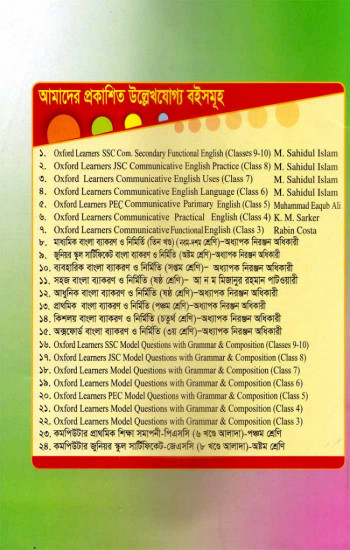 আমাদের প্রকাশিত উল্লেখযোগ্য বইসমূহ
১. Oxford Learners SSC Com. Secondary Functional English (Classes 9-10) M. Sahidul Islam
২. Oxford Learners JSC Communicative English Practice (Class 8) M. Sahidul Islam
৩. Oxford Learners Communicative English Uses (Class 7) M. Sahidul Islam
৪. Oxford Learners Communicative English Language (Class 6) M. Sahidul Islam
৫. Oxford Learners PEC Communicative Parimary English (Class 5) Muhammad Eaqub Ali
৬. Oxford Learners Communicative Practical English (Class 4) K. M. Sarker
৭. Oxford Learners Communicative Functional English (Class 3) Rabin Costa
৮. মাধ্যমিক বাংলা ব্যাকরণ ও নির্মিতি (তিন খণ্ড) (নবম-দশম শ্রেণি)–অধ্যাপক নিরঞ্জন অধিকারী
৯. জুনিয়র স্কুল সার্টিফিকেট বাংলা ব্যাকরণ ও নির্মিতি (অষ্টম শ্রেণি)–অধ্যাপক নিরঞ্জন অধিকারী
১০. ব্যবহারিক বাংলা ব্যাকরণ ও নির্মিতি (সপ্তম শ্রেণি)– অধ্যাপক নিরঞ্জন অধিকারী
১১. সহজ বাংলা ব্যাকরণ ও নির্মিতি (ষষ্ঠ শ্রেণি)– আ ন ম মিজানুর রহমান পাটওয়ারী
১২. আধুনিক বাংলা ব্যাকরণ ও নির্মিতি (ষষ্ঠ শ্রেণি)–অধ্যাপক নিরঞ্জন অধিকারী
১৩. প্রাথমিক বাংলা ব্যাকরণ ও নির্মিতি (পঞ্চম শ্রেণি)–অধ্যাপক নিরঞ্জন অধিকারী
১৪. কিশলয় বাংলা ব্যাকরণ ও নির্মিতি (চতুর্থ শ্রেণি)–অধ্যাপক নিরঞ্জন অধিকারী
১৫. অক্সফোর্ড বাংলা ব্যাকরণ ও নির্মিতি (৩য় শ্রেণি)–অধ্যাপক নিরঞ্জন অধিকারী
১৬. Oxford Learners SSC Model Questions with Grammar & Composition (Classes 9-10)
১৭. Oxford Learners JSC Model Questions with Grammar & Composition (Class 8)
১৮. Oxford Learners Model Questions with Grammar & Composition (Class 7)
১৯. Oxford Learners Model Questions with Grammar & Composition (Class 6)
২০. Oxford Learners PEC Model Questions with Grammar & Composition (Class 5)
২১. Oxford Learners Model Questions with Grammar & Composition (Class 4)
২২. Oxford Learners Model Questions with Grammar & Composition (Class 3)
২৩. কমপিউটার প্রাথমিক শিক্ষা সমাপনী-পিএসসি (৬ খণ্ডে আলাদা)-পঞ্চম শ্রেণি
২৪. কমপিউটার জুনিয়র স্কুল সার্টিফিকেট-জেএসসি (৮ খণ্ডে আলাদা)-অষ্টম শ্রেণি